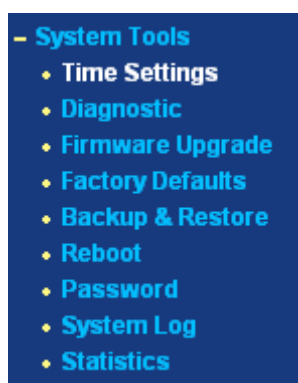 – System Tools
• Time Settings
• Diagnostic
• Firmware Upgrade
• Factory Defaults
• Backup & Restore
• Reboot
• Password
• System Log
• Statistics